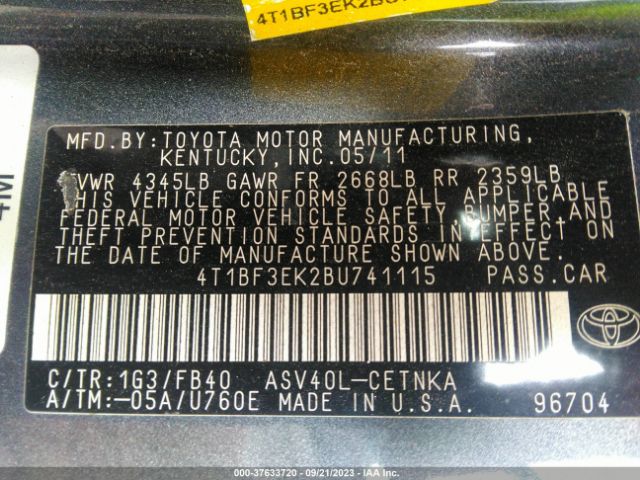 4T1BF3EK2BU7
4M
MFD.BY:TOYOTA MOTOR MANUFACTURING,
KENTUCKY,INC.05/11
VWR 4345LB GAWR FR 2668LB RR 2359LB
THIS VEHICLE CONFORMS TO ALL APPLICABLE
FEDERAL MOTOR VEHICLE SAFETY, BUMPER,AND
THEFT PREVENTION STANDARDS IN EFFECT ON
THE DATE OF MANUFACTURE SHOWN ABOVE.
4T1BF3EK2BU741115 PASS.CAR
C/TR:1G3/FB40 ASV40L-CETNKA
A/TM:-05A/U760E MADE IN U.S.A. 96704
000-37633720 - 09/21/2023 - IAA Inc.